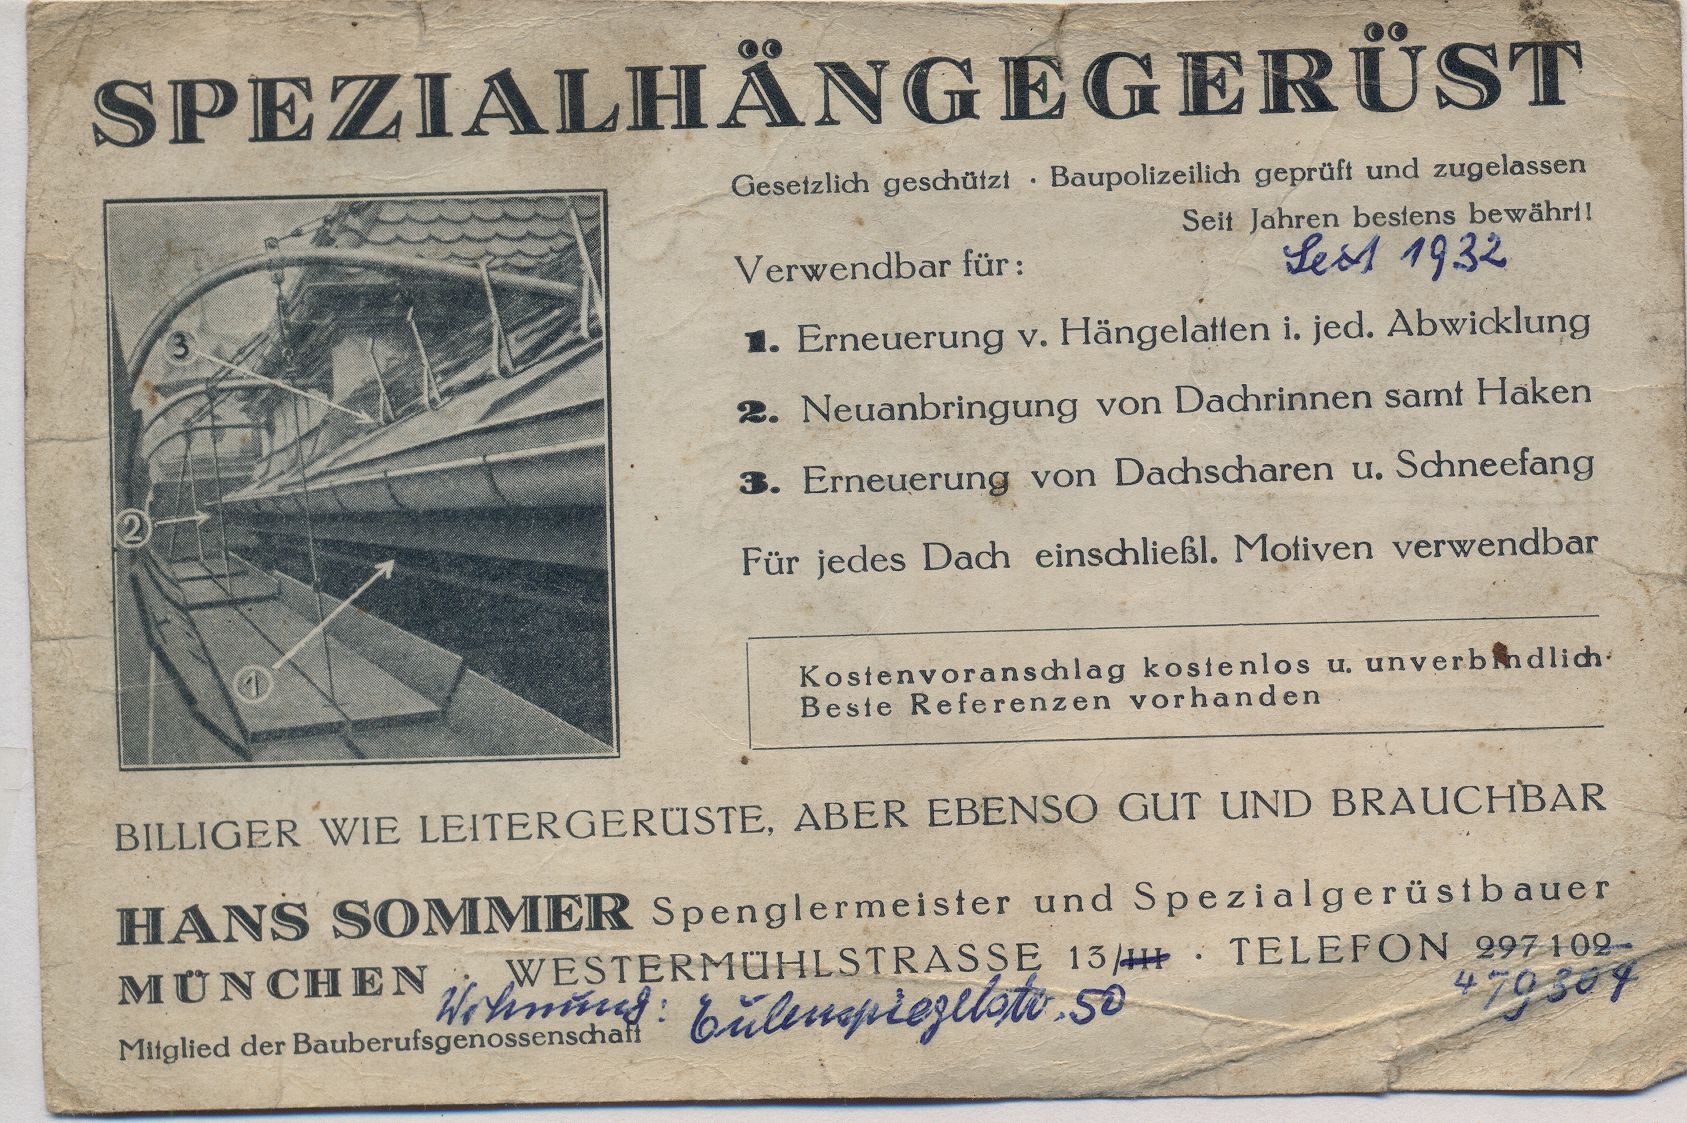 SPEZIALHÄNGEGERÜST
Gesetzlich geschützt · Baupolizeilich geprüft und zugelassen
Seit Jahren bestens bewährt!
Seit 1932
Verwendbar für:
1. Erneuerung v. Hängelatten i. jed. Abwicklung
2. Neuanbringung von Dachrinnen samt Haken
3. Erneuerung von Dachscharen u. Schneefang
Für jedes Dach einschließl. Motiven verwendbar
3
2
1
Kostenvoranschlag kostenlos u. unverbindlich·
Beste Referenzen vorhanden
BILLIGER WIE LEITERGERÜSTE, ABER EBENSO GUT UND BRAUCHBAR
HANS SOMMER Spenglermeister und Spezialgerüstbauer
MÜNCHEN · WESTERMÜHLSTRASSE 13/III · TELEFON 297102
Wohnung: Eulenspiegelstr. 50 479304
Mitglied der Bauberufsgenossenschaft